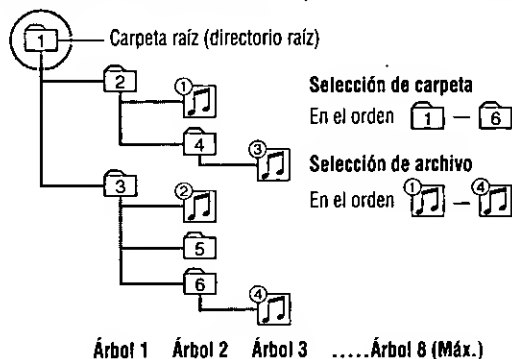 1 Carpeta raíz (directorio raíz)
2
①
4
③
3
②
5
6
④
Selección de carpeta
En el orden 1 – 6
Selección de archivo
En el orden ① – ④
Árbol 1 Árbol 2 Árbol 3 .....Árbol 8 (Máx.)